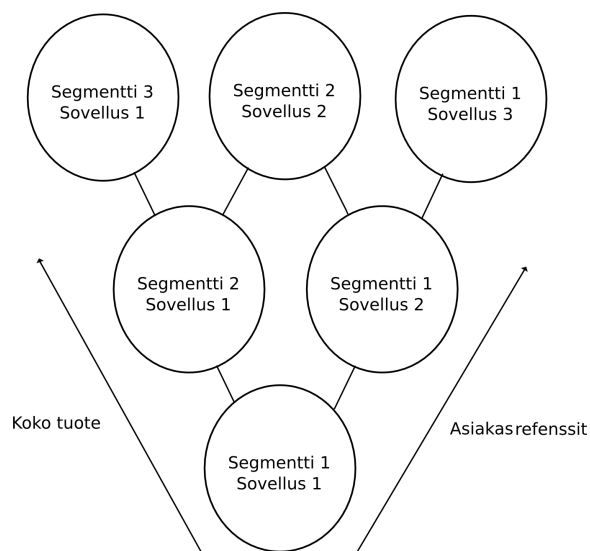 Segmentti 3
Sovellus 1
Segmentti 2
Sovellus 2
Segmentti 1
Sovellus 3
Segmentti 2
Sovellus 1
Segmentti 1
Sovellus 2
Koko tuote
Asiakasrefenssit
Segmentti 1
Sovellus 1